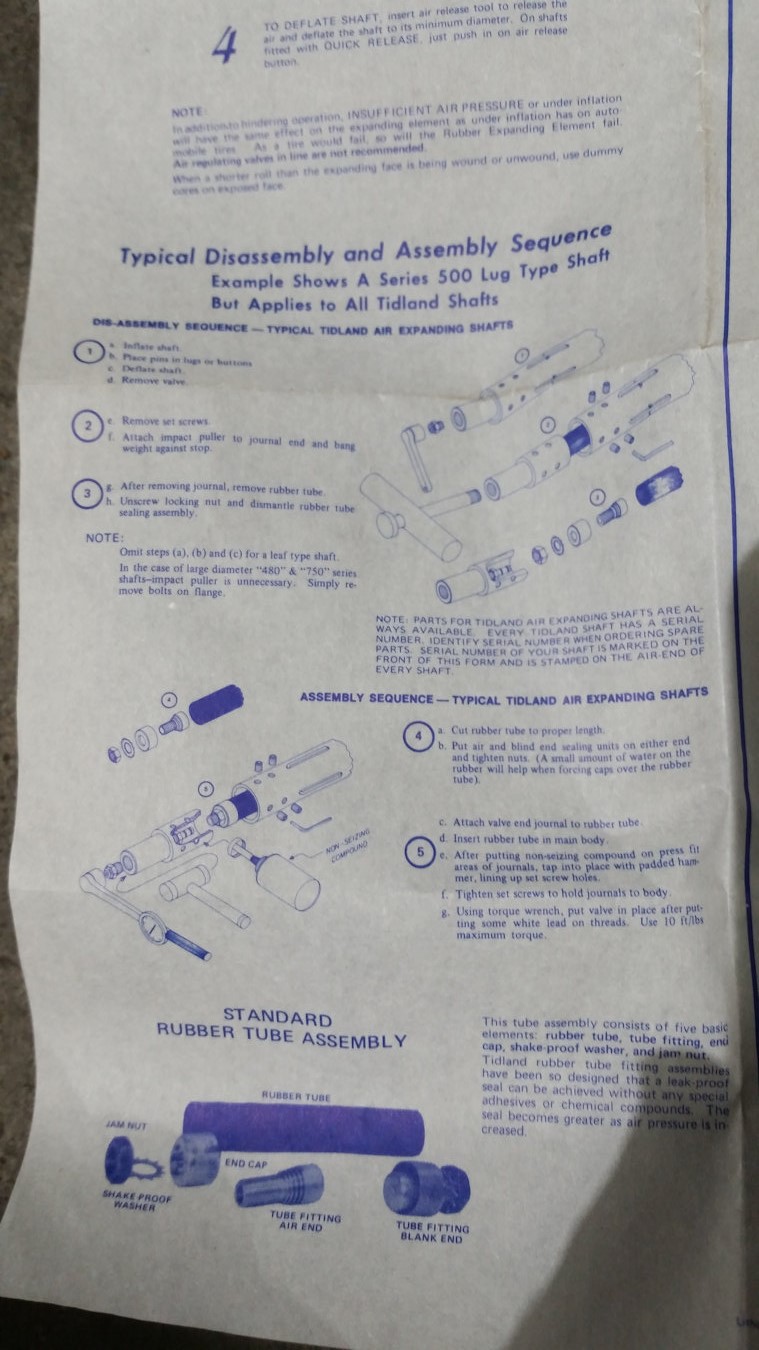 4
TO DEFLATE SHAFT, insert air release tool to release the
air and deflate the shaft to its minimum diameter. On shafts
fitted with QUICK RELEASE, just push in on air release
button.
NOTE:
In addition to hindering operation, INSUFFICIENT AIR PRESSURE or under inflation
will have the same effect on the expanding element as under inflation has on auto-
mobile tires. As a tire would fail, so will the Rubber Expanding Element fail.
Air regulating valves in line are not recommended.
When a shorter roll than the expanding face is being wound or unwound, use dummy
cores on exposed face.
Typical Disassembly and Assembly Sequence
Example Shows A Series 500 Lug Type Shaft
But Applies to All Tidland Shafts
DIS-ASSEMBLY SEQUENCE — TYPICAL TIDLAND AIR EXPANDING SHAFTS
1
a. Inflate shaft.
b. Place pins in lugs or buttons
c. Deflate shaft.
d. Remove valve.
2
e. Remove set screws.
f. Attach impact puller to journal end and bang
weight against stop.
3
g. After removing journal, remove rubber tube.
h. Unscrew locking nut and dismantle rubber tube
sealing assembly.
NOTE:
Omit steps (a), (b) and (c) for a leaf type shaft.
In the case of large diameter "480" & "750" series
shafts–impact puller is unnecessary. Simply re-
move bolts on flange.
NOTE: PARTS FOR TIDLAND AIR EXPANDING SHAFTS ARE AL-
WAYS AVAILABLE. EVERY TIDLAND SHAFT HAS A SERIAL
NUMBER. IDENTIFY SERIAL NUMBER WHEN ORDERING SPARE
PARTS. SERIAL NUMBER OF YOUR SHAFT IS MARKED ON THE
FRONT OF THIS FORM AND IS STAMPED ON THE AIR-END OF
EVERY SHAFT.
ASSEMBLY SEQUENCE — TYPICAL TIDLAND AIR EXPANDING SHAFTS
4
a. Cut rubber tube to proper length.
b. Put air and blind end sealing units on either end
and tighten nuts. (A small amount of water on the
rubber will help when forcing caps over the rubber
tube).
5
c. Attach valve end journal to rubber tube.
d. Insert rubber tube in main body.
e. After putting non-seizing compound on press fit
areas of journals, tap into place with padded ham-
mer, lining up set screw holes.
f. Tighten set screws to hold journals to body.
g. Using torque wrench, put valve in place after put-
ting some white lead on threads. Use 10 ft/lbs
maximum torque.
NON-SEIZING
COMPOUND
STANDARD
RUBBER TUBE ASSEMBLY
This tube assembly consists of five basic
elements: rubber tube, tube fitting, end
cap, shake-proof washer, and jam nut.
Tidland rubber tube fitting assemblies
have been so designed that a leak-proof
seal can be achieved without any special
adhesives or chemical compounds. The
seal becomes greater as air pressure is in-
creased.
RUBBER TUBE
JAM NUT
END CAP
SHAKE PROOF
WASHER
TUBE FITTING
AIR END
TUBE FITTING
BLANK END